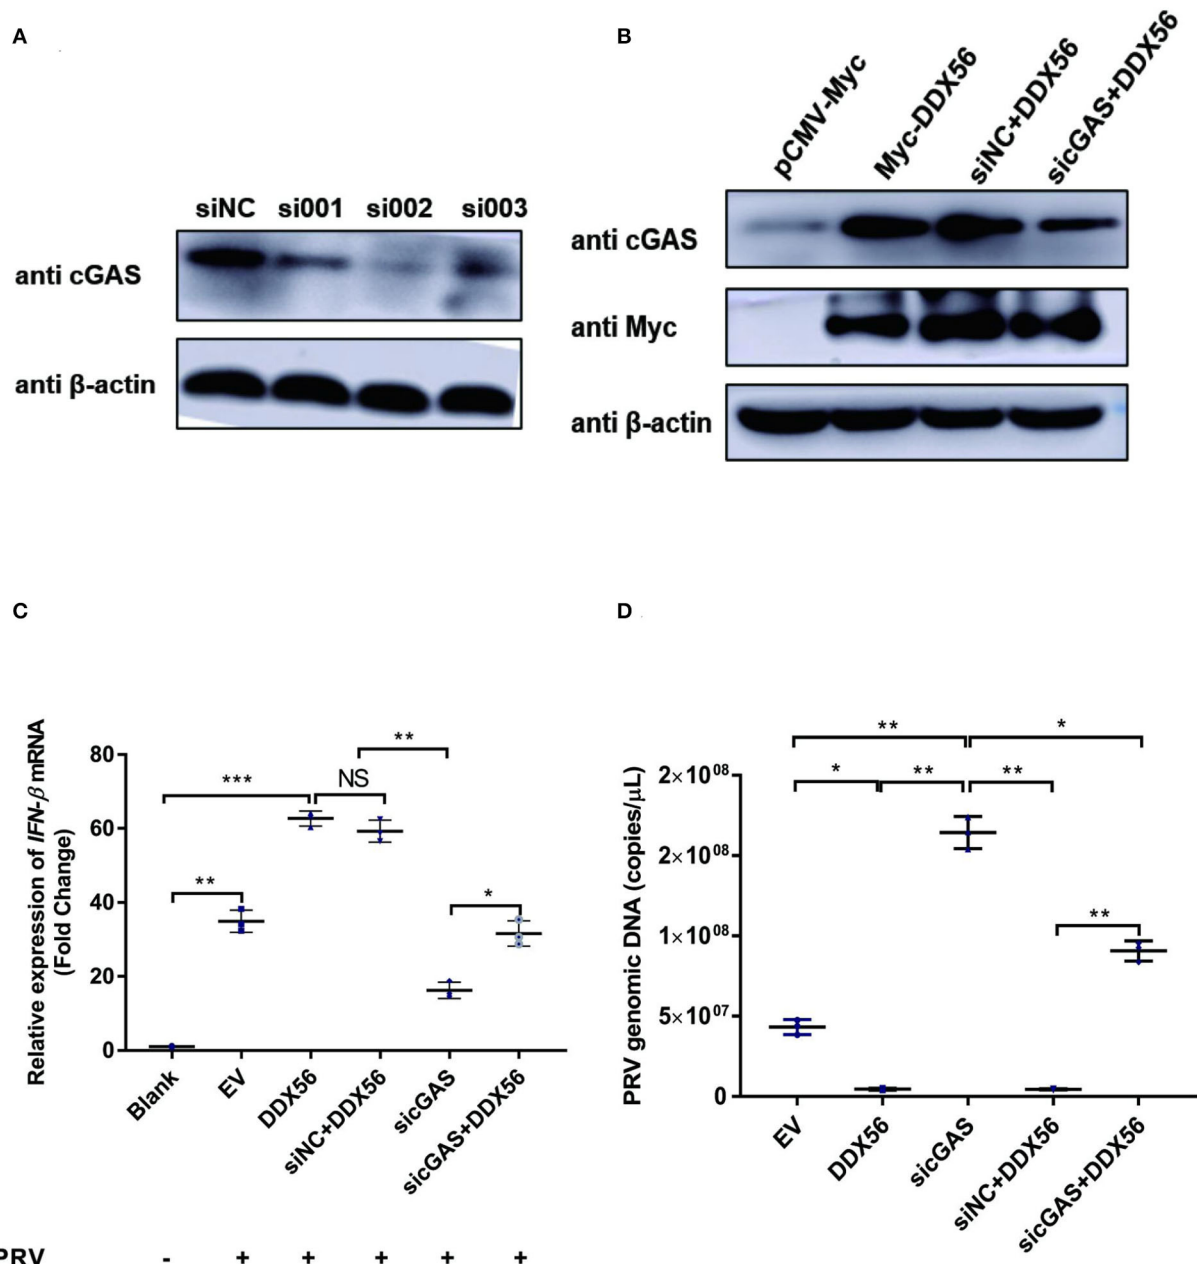 A
siNC si001 si002 si003
anti cGAS
anti β-actin
B
pCMV-Myc
Myc-DDX56
siNC+DDX56
sicGAS+DDX56
anti cGAS
anti Myc
anti β-actin
C
Relative expression of IFN-β mRNA
(Fold Change)
80
60
40
20
0
**
***
NS
**
*
Blank
EV
DDX56
siNC+DDX56
sicGAS
sicGAS+DDX56
PRV - + + + + +
D
PRV genomic DNA (copies/μL)
2×10⁰⁸
2×10⁰⁸
1×10⁰⁸
5×10⁰⁷
0
**
*
*
**
**
**
EV
DDX56
sicGAS
siNC+DDX56
sicGAS+DDX56